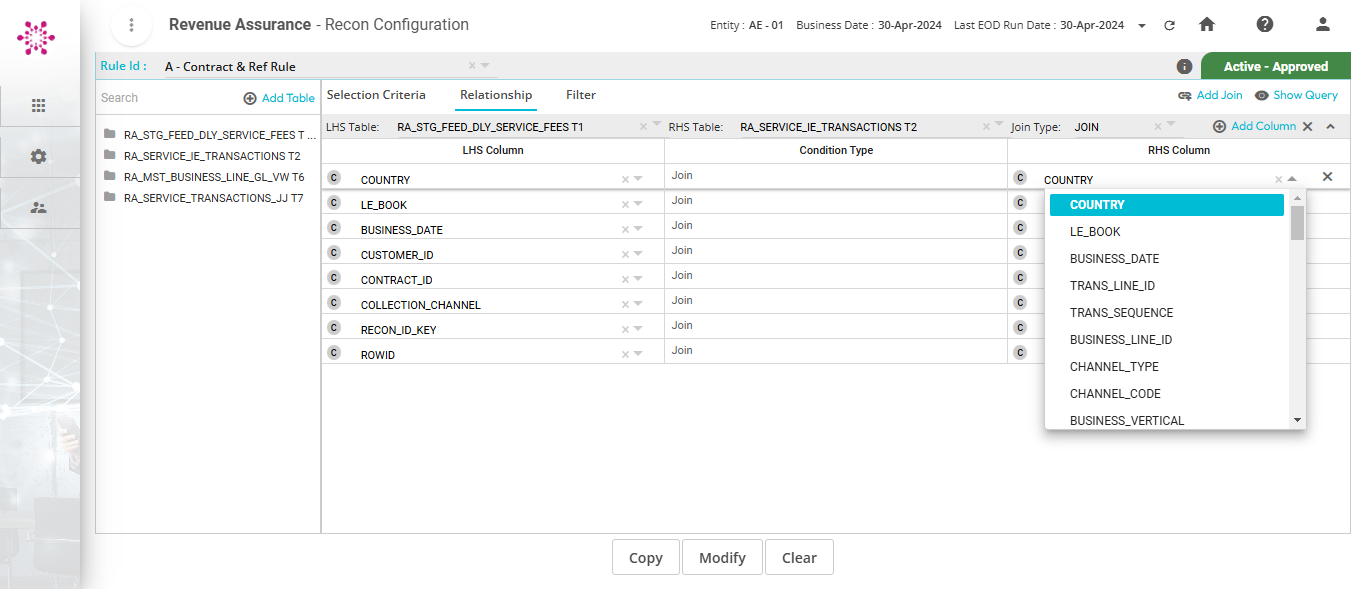 Revenue Assurance - Recon Configuration
Entity : AE - 01 Business Date : 30-Apr-2024 Last EOD Run Date : 30-Apr-2024
Rule Id : A - Contract & Ref Rule
Active - Approved
Search Add Table
Selection Criteria Relationship Filter
Add Join Show Query
RA_STG_FEED_DLY_SERVICE_FEES T ...
RA_SERVICE_IE_TRANSACTIONS T2
RA_MST_BUSINESS_LINE_GL_VW T6
RA_SERVICE_TRANSACTIONS_JJ T7
LHS Table: RA_STG_FEED_DLY_SERVICE_FEES T1 RHS Table: RA_SERVICE_IE_TRANSACTIONS T2 Join Type: JOIN Add Column
LHS Column Condition Type RHS Column
C COUNTRY Join C COUNTRY
C LE_BOOK Join C
C BUSINESS_DATE Join C
C CUSTOMER_ID Join C
C CONTRACT_ID Join C
C COLLECTION_CHANNEL Join C
C RECON_ID_KEY Join C
C ROWID Join C
COUNTRY
LE_BOOK
BUSINESS_DATE
TRANS_LINE_ID
TRANS_SEQUENCE
BUSINESS_LINE_ID
CHANNEL_TYPE
CHANNEL_CODE
BUSINESS_VERTICAL
Copy Modify Clear